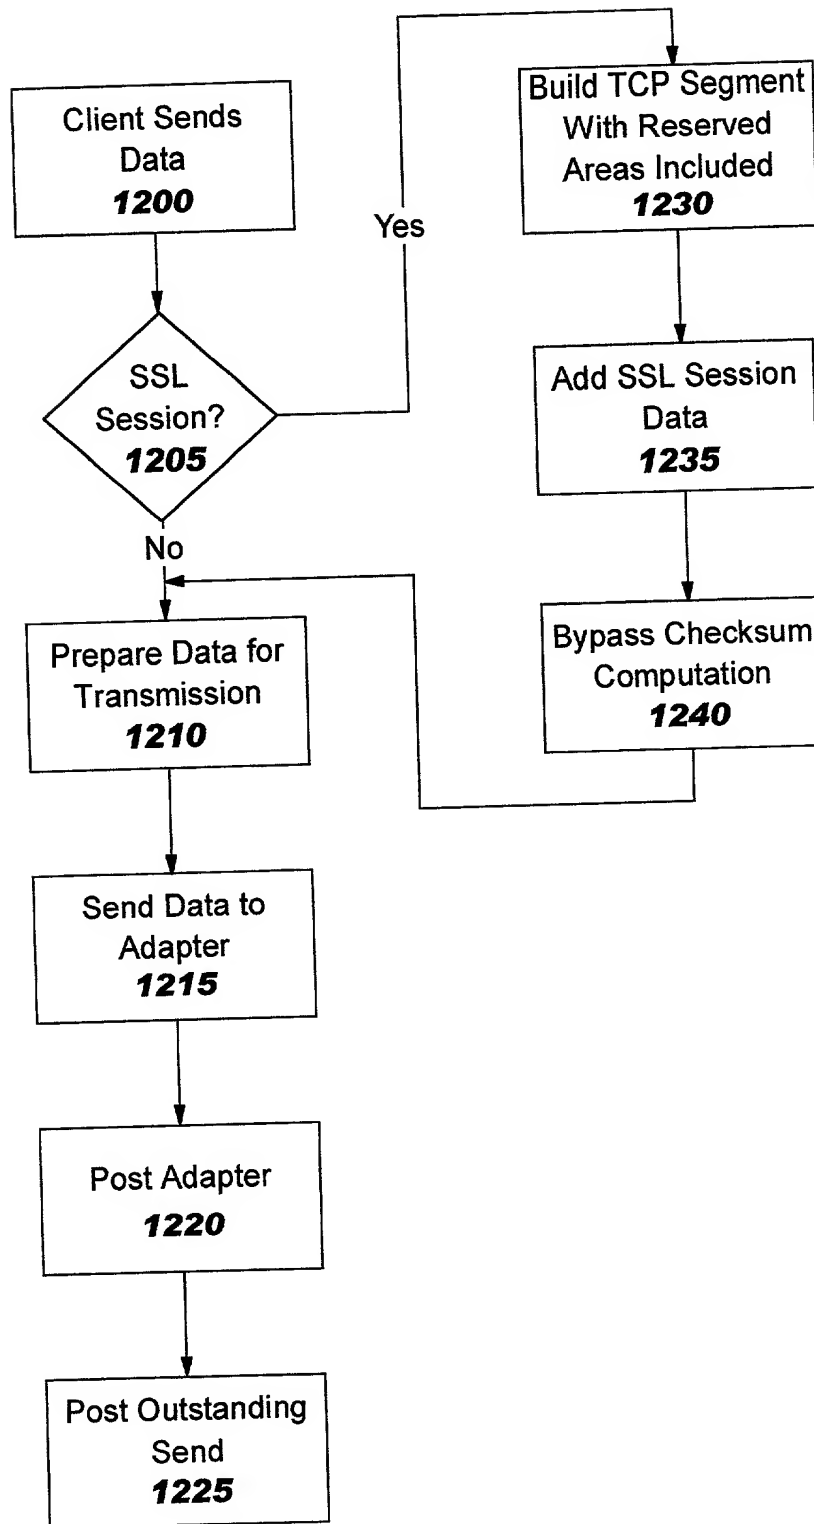 Client Sends
Data
1200
SSL
Session?
1205
Yes
No
Build TCP Segment
With Reserved
Areas Included
1230
Add SSL Session
Data
1235
Bypass Checksum
Computation
1240
Prepare Data for
Transmission
1210
Send Data to
Adapter
1215
Post Adapter
1220
Post Outstanding
Send
1225